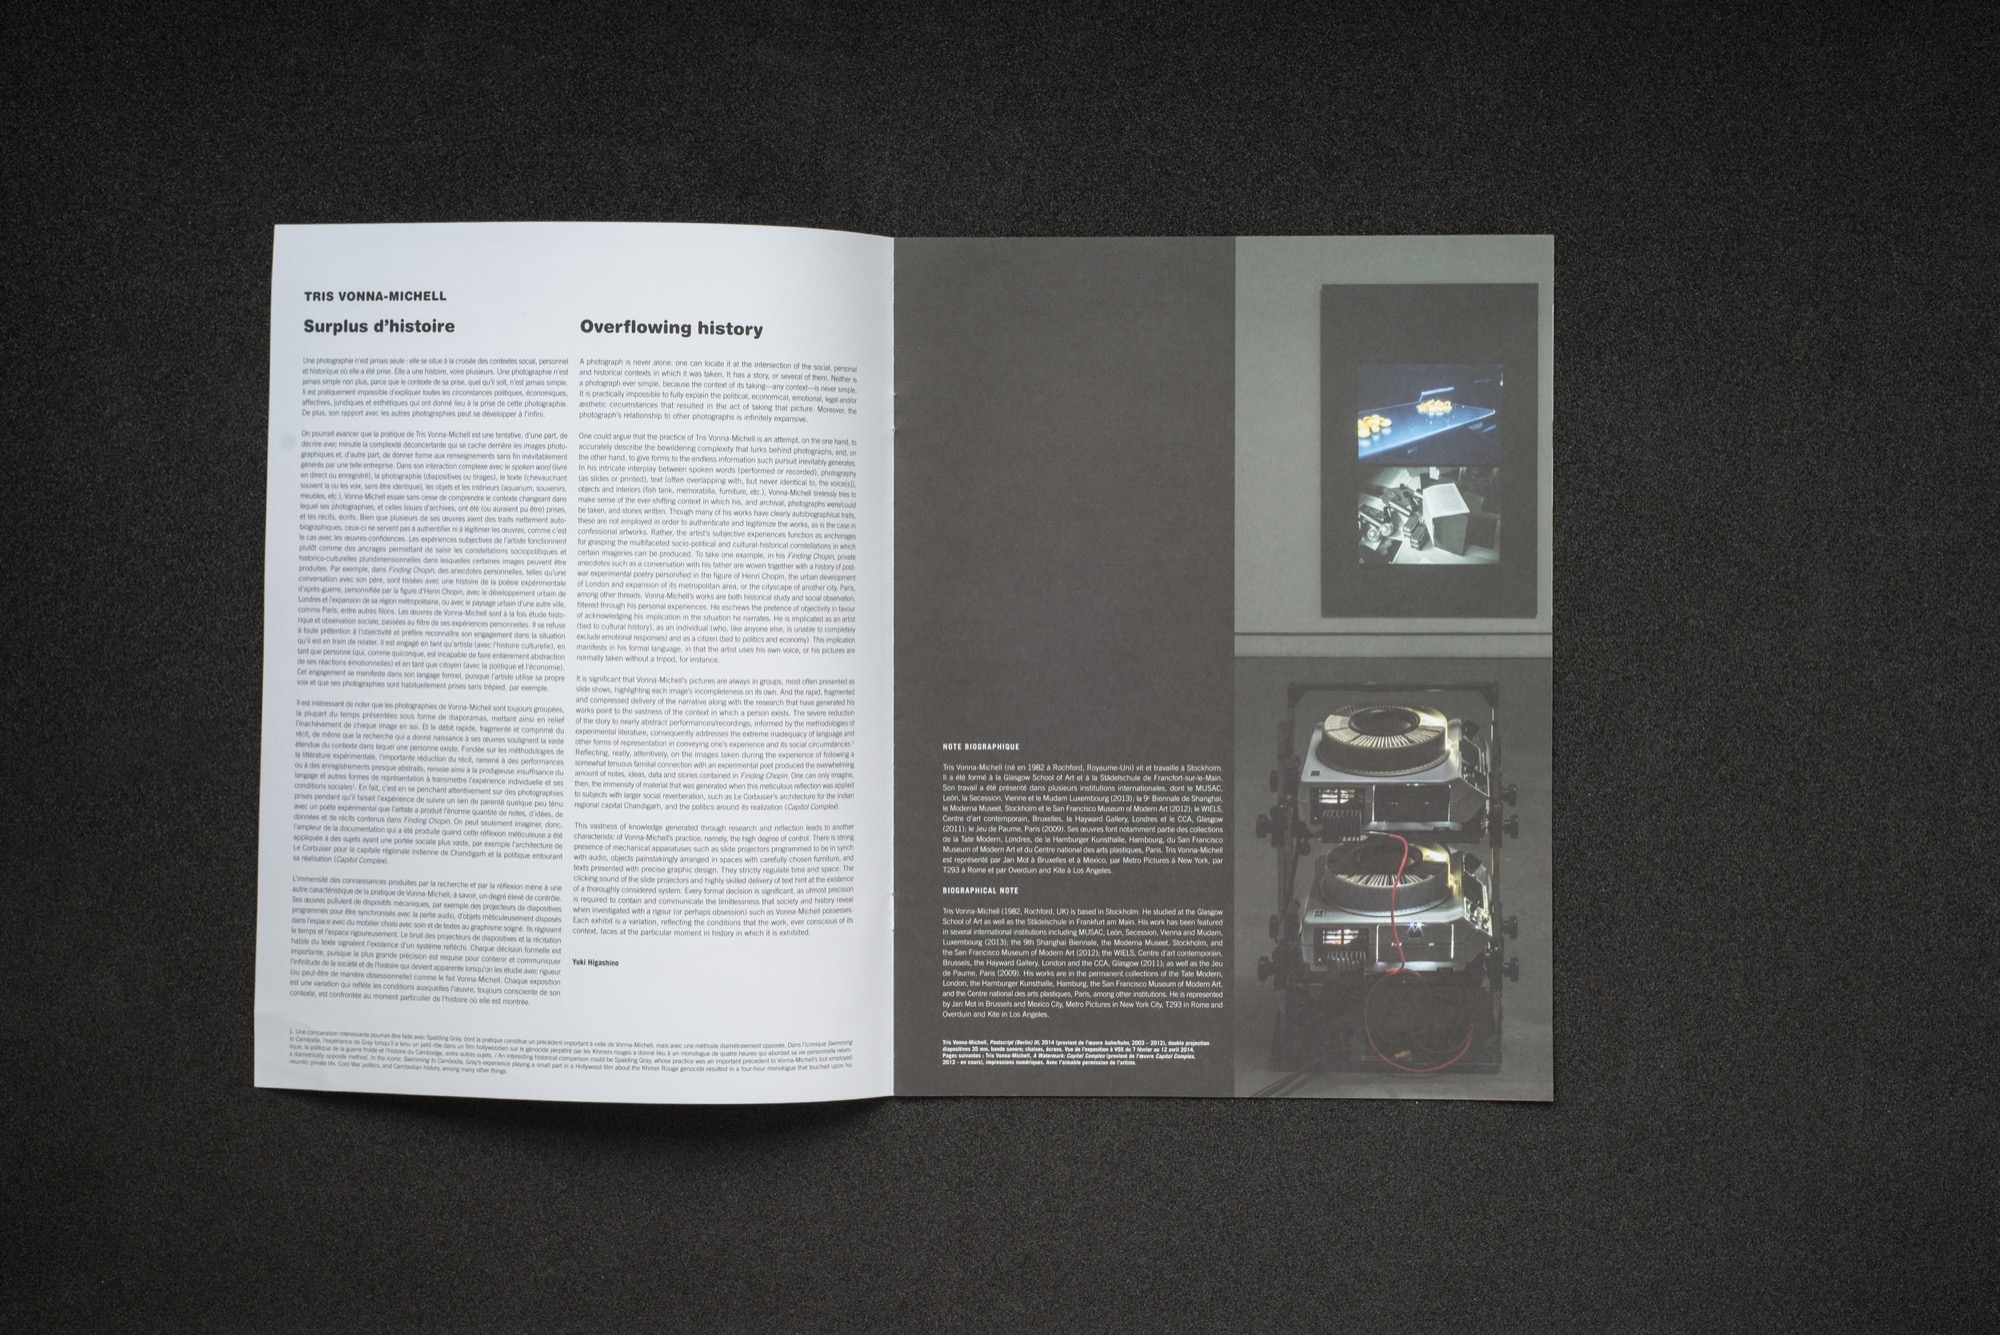 TRIS VONNA-MICHELL
Surplus d'histoire
Une photographie n'est jamais seule : elle se situe à la croisée des contextes social, personnel
et historique où elle a été prise. Elle a une histoire, voire plusieurs. Une photographie n'est
jamais simple non plus, parce que le contexte de sa prise, quel qu'il soit, n'est jamais simple.
Il est pratiquement impossible d'expliquer toutes les circonstances politiques, économiques,
affectives, juridiques et esthétiques qui ont donné lieu à la prise de cette photographie.
De plus, son rapport avec les autres photographies peut se développer à l'infini.
On pourrait avancer que la pratique de Tris Vonna-Michell est une tentative, d'une part, de
décrire avec minutie la complexité déconcertante qui se cache derrière les images photo-
graphiques et, d'autre part, de donner forme aux renseignements sans fin inévitablement
générés par une telle entreprise. Dans son interaction complexe avec le spoken word (livré
en direct ou enregistré), la photographie (diapositives ou tirages), le texte (chevauchant
souvent la ou les voix, sans être identique), les objets et les intérieurs (aquarium, souvenirs,
meubles, etc.), Vonna-Michell essaie sans cesse de comprendre le contexte changeant dans
lequel ses photographies, et celles issues d'archives, ont été (ou auraient pu être) prises,
et les récits, écrits. Bien que plusieurs de ses œuvres aient des traits nettement auto-
biographiques, ceux-ci ne servent pas à authentifier ni à légitimer les œuvres, comme c'est
le cas avec les œuvres-confidences. Les expériences subjectives de l'artiste fonctionnent
plutôt comme des ancrages permettant de saisir les constellations sociopolitiques et
historico-culturelles pluridimensionnelles dans lesquelles certaines images peuvent être
produites. Par exemple, dans Finding Chopin, des anecdotes personnelles, telles qu'une
conversation avec son père, sont tissées avec une histoire de la poésie expérimentale
d'après-guerre, personnifiée par la figure d'Henri Chopin, avec le développement urbain de
Londres et l'expansion de sa région métropolitaine, ou avec le paysage urbain d'une autre ville,
comme Paris, entre autres filons. Les œuvres de Vonna-Michell sont à la fois étude histo-
rique et observation sociale, passées au filtre de ses expériences personnelles. Il se refuse
à toute prétention à l'objectivité et préfère reconnaître son engagement dans la situation
qu'il est en train de relater. Il est engagé en tant qu'artiste (avec l'histoire culturelle), en
tant que personne (qui, comme quiconque, est incapable de faire entièrement abstraction
de ses réactions émotionnelles) et en tant que citoyen (avec la politique et l'économie).
Cet engagement se manifeste dans son langage formel, puisque l'artiste utilise sa propre
voix et que ses photographies sont habituellement prises sans trépied, par exemple.
Il est intéressant de noter que les photographies de Vonna-Michell sont toujours groupées,
la plupart du temps présentées sous forme de diaporamas, mettant ainsi en relief
l'inachèvement de chaque image en soi. Et le débit rapide, fragmenté et comprimé du
récit, de même que la recherche qui a donné naissance à ses œuvres soulignent la vaste
étendue du contexte dans lequel une personne existe. Fondée sur les méthodologies de
la littérature expérimentale, l'importante réduction du récit, ramené à des performances
ou à des enregistrements presque abstraits, renvoie ainsi à la prodigieuse insuffisance du
langage et autres formes de représentation à transmettre l'expérience individuelle et ses
conditions sociales¹. En fait, c'est en se penchant attentivement sur des photographies
prises pendant qu'il faisait l'expérience de suivre un lien de parenté quelque peu ténu
avec un poète expérimental que l'artiste a produit l'énorme quantité de notes, d'idées, de
données et de récits contenus dans Finding Chopin. On peut seulement imaginer, donc,
l'ampleur de la documentation qui a été produite quand cette réflexion méticuleuse a été
appliquée à des sujets ayant une portée sociale plus vaste, par exemple l'architecture de
Le Corbusier pour la capitale régionale indienne de Chandigarh et la politique entourant
sa réalisation (Capitol Complex).
L'immensité des connaissances produites par la recherche et par la réflexion mène à une
autre caractéristique de la pratique de Vonna-Michell, à savoir, un degré élevé de contrôle.
Ses œuvres pullulent de dispositifs mécaniques, par exemple des projecteurs de diapositives
programmés pour être synchronisés avec la partie audio, d'objets méticuleusement disposés
dans l'espace avec du mobilier choisi avec soin et de textes au graphisme soigné. Ils régissent
le temps et l'espace rigoureusement. Le bruit des projecteurs de diapositives et la récitation
habile du texte signalent l'existence d'un système réfléchi. Chaque décision formelle est
importante, puisque la plus grande précision est requise pour contenir et communiquer
l'infinitude de la société et de l'histoire qui devient apparente lorsqu'on les étudie avec rigueur
(ou peut-être de manière obsessionnelle) comme le fait Vonna-Michell. Chaque exposition
est une variation qui reflète les conditions auxquelles l'œuvre, toujours consciente de son
contexte, est confrontée au moment particulier de l'histoire où elle est montrée.
Overflowing history
A photograph is never alone: one can locate it at the intersection of the social, personal
and historical contexts in which it was taken. It has a story, or several of them. Neither is
a photograph ever simple, because the context of its taking—any context—is never simple.
It is practically impossible to fully explain the political, economical, emotional, legal and/or
æsthetic circumstances that resulted in the act of taking that picture. Moreover, the
photograph's relationship to other photographs is infinitely expansive.
One could argue that the practice of Tris Vonna-Michell is an attempt, on the one hand, to
accurately describe the bewildering complexity that lurks behind photographs, and, on
the other hand, to give forms to the endless information such pursuit inevitably generates.
In his intricate interplay between spoken words (performed or recorded), photography
(as slides or printed), text (often overlapping with, but never identical to, the voice[s]),
objects and interiors (fish tank, memorabilia, furniture, etc.), Vonna-Michell tirelessly tries to
make sense of the ever-shifting context in which his, and archival, photographs were/could
be taken, and stories written. Though many of his works have clearly autobiographical traits,
these are not employed in order to authenticate and legitimize the works, as is the case in
confessional artworks. Rather, the artist's subjective experiences function as anchorages
for grasping the multifaceted socio-political and cultural-historical constellations in which
certain imageries can be produced. To take one example, in his Finding Chopin, private
anecdotes such as a conversation with his father are woven together with a history of post-
war experimental poetry personified in the figure of Henri Chopin, the urban development
of London and expansion of its metropolitan area, or the cityscape of another city, Paris,
among other threads. Vonna-Michell's works are both historical study and social observation,
filtered through his personal experiences. He eschews the pretence of objectivity in favour
of acknowledging his implication in the situation he narrates. He is implicated as an artist
(tied to cultural history), as an individual (who, like anyone else, is unable to completely
exclude emotional responses) and as a citizen (tied to politics and economy). This implication
manifests in his formal language, in that the artist uses his own voice, or his pictures are
normally taken without a tripod, for instance.
It is significant that Vonna-Michell's pictures are always in groups, most often presented as
slide shows, highlighting each image's incompleteness on its own. And the rapid, fragmented
and compressed delivery of the narrative along with the research that have generated his
works point to the vastness of the context in which a person exists. The severe reduction
of the story to nearly abstract performances/recordings, informed by the methodologies of
experimental literature, consequently addresses the extreme inadequacy of language and
other forms of representation in conveying one's experience and its social circumstances.¹
Reflecting, really, attentively, on the images taken during the experience of following a
somewhat tenuous familial connection with an experimental poet produced the overwhelming
amount of notes, ideas, data and stories contained in Finding Chopin. One can only imagine,
then, the immensity of material that was generated when this meticulous reflection was applied
to subjects with larger social reverberation, such as Le Corbusier's architecture for the Indian
regional capital Chandigarh, and the politics around its realization (Capitol Complex).
This vastness of knowledge generated through research and reflection leads to another
characteristic of Vonna-Michell's practice; namely, the high degree of control. There is strong
presence of mechanical apparatuses such as slide projectors programmed to be in synch
with audio, objects painstakingly arranged in spaces with carefully chosen furniture, and
texts presented with precise graphic design. They strictly regulate time and space. The
clicking sound of the slide projectors and highly skilled delivery of text hint at the existence
of a thoroughly considered system. Every formal decision is significant, as utmost precision
is required to contain and communicate the limitlessness that society and history reveal
when investigated with a rigour (or perhaps obsession) such as Vonna-Michell possesses.
Each exhibit is a variation, reflecting the conditions that the work, ever conscious of its
context, faces at the particular moment in history in which it is exhibited.
Yuki Higashino
1. Une comparaison intéressante pourrait être faite avec Spalding Gray, dont la pratique constitue un précédent important à celle de Vonna-Michell, mais avec une méthode diamétralement opposée. Dans l'iconique Swimming
to Cambodia, l'expérience de Gray lorsqu'il a tenu un petit rôle dans un film hollywoodien sur le génocide perpétré par les Khmers rouges a donné lieu à un monologue de quatre heures qui abordait sa vie personnelle névro-
tique, la politique de la guerre froide et l'histoire du Cambodge, entre autres sujets. / An interesting historical comparison could be Spalding Gray, whose practice was an important precedent to Vonna-Michell's but employed
a diametrically opposite method. In the iconic Swimming to Cambodia, Gray's experience playing a small part in a Hollywood film about the Khmer Rouge genocide resulted in a four-hour monologue that touched upon his
neurotic private life, Cold War politics, and Cambodian history, among many other things.
NOTE BIOGRAPHIQUE
Tris Vonna-Michell (né en 1982 à Rochford, Royaume-Uni) vit et travaille à Stockholm.
Il a été formé à la Glasgow School of Art et à la Städelschule de Francfort-sur-le-Main.
Son travail a été présenté dans plusieurs institutions internationales, dont le MUSAC,
León, la Secession, Vienne et le Mudam Luxembourg (2013); la 9e Biennale de Shanghai,
le Moderna Museet, Stockholm et le San Francisco Museum of Modern Art (2012); le WIELS,
Centre d'art contemporain, Bruxelles, la Hayward Gallery, Londres et le CCA, Glasgow
(2011); le Jeu de Paume, Paris (2009). Ses œuvres font notamment partie des collections
de la Tate Modern, Londres, de la Hamburger Kunsthalle, Hambourg, du San Francisco
Museum of Modern Art et du Centre national des arts plastiques, Paris. Tris Vonna-Michell
est représenté par Jan Mot à Bruxelles et à Mexico, par Metro Pictures à New York, par
T293 à Rome et par Overduin and Kite à Los Angeles.
BIOGRAPHICAL NOTE
Tris Vonna-Michell (1982, Rochford, UK) is based in Stockholm. He studied at the Glasgow
School of Art as well as the Städelschule in Frankfurt am Main. His work has been featured
in several international institutions including MUSAC, León, Secession, Vienna and Mudam,
Luxembourg (2013); the 9th Shanghai Biennale, the Moderna Museet, Stockholm, and
the San Francisco Museum of Modern Art (2012); the WIELS, Centre d'art contemporain,
Brussels, the Hayward Gallery, London and the CCA, Glasgow (2011); as well as the Jeu
de Paume, Paris (2009). His works are in the permanent collections of the Tate Modern,
London, the Hamburger Kunsthalle, Hamburg, the San Francisco Museum of Modern Art,
and the Centre national des arts plastiques, Paris, among other institutions. He is represented
by Jan Mot in Brussels and Mexico City, Metro Pictures in New York City, T293 in Rome and
Overduin and Kite in Los Angeles.
Tris Vonna-Michell, Postscript (Berlin) III, 2014 (provient de l'œuvre hahn/huhn, 2003 – 2012), double projection
diapositives 35 mm, bande sonore; chaises, écrans. Vue de l'exposition à VOX du 7 février au 12 avril 2014.
Pages suivantes : Tris Vonna-Michell, A Watermark: Capitol Complex (provient de l'œuvre Capitol Complex,
2012 - en cours), impressions numériques. Avec l'aimable permission de l'artiste.